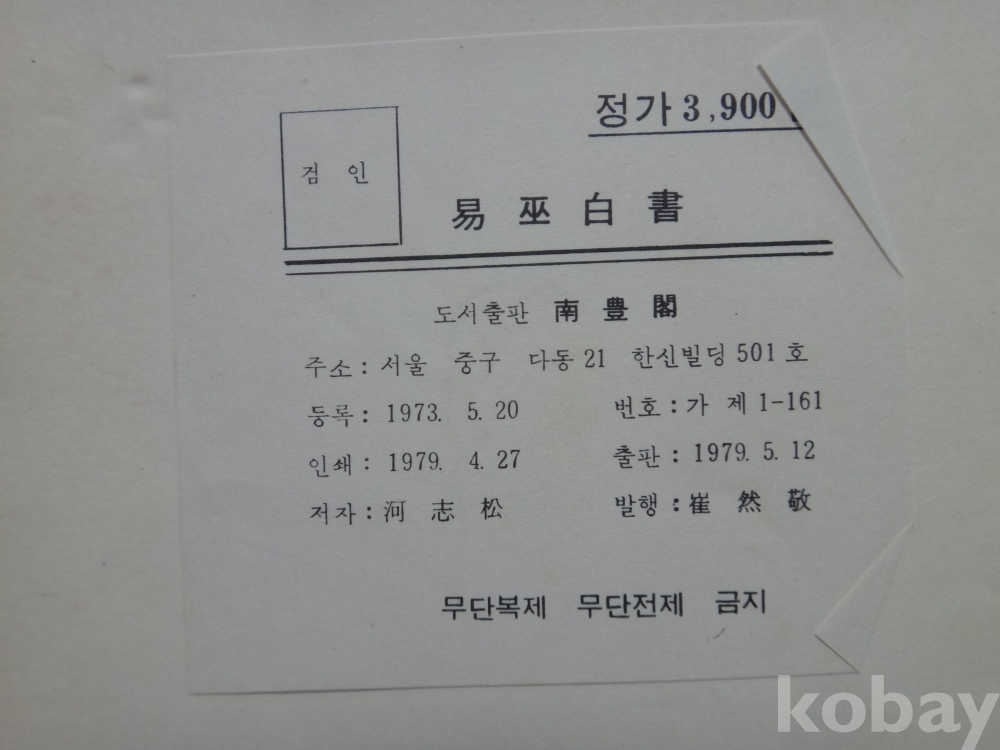 정가 3,900
검 인
易 巫 白 書
도서출판 南 豊 閣
주소: 서울 중구 다동 21 한신빌딩 501 호
등록: 1973. 5. 20 번호: 가 제 1-161
인쇄: 1979. 4.27 출판: 1979. 5. 12
저자: 河 志 松 발행: 崔 然 敬
무단복제 무단전제 금지
kobay